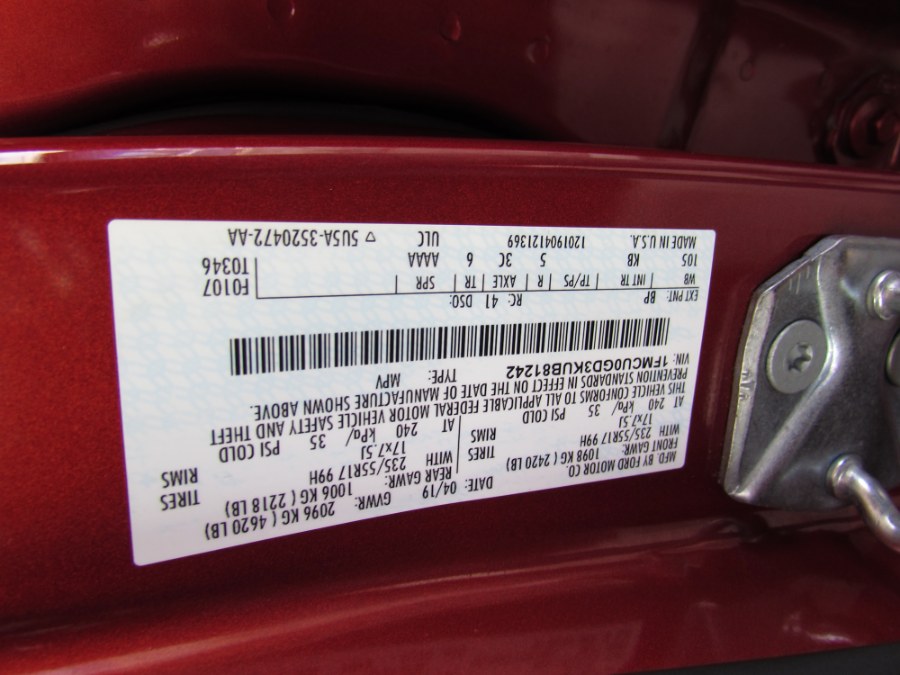 MFD. BY FORD MOTOR CO.
DATE: 04/19 GVWR: 2096 KG ( 4620 LB)
FRONT GAWR: 1098 KG (2420 LB) REAR GAWR: 1006 KG ( 2218 LB)
WITH 235/55R17 99H TIRES WITH 235/55R17 99H TIRES
17x7.5J RIMS 17x7.5J RIMS
AT 240 kPa/ 35 PSI COLD AT 240 kPa/ 35 PSI COLD
THIS VEHICLE CONFORMS TO ALL APPLICABLE FEDERAL MOTOR VEHICLE SAFETY AND THEFT
PREVENTION STANDARDS IN EFFECT ON THE DATE OF MANUFACTURE SHOWN ABOVE.
VIN: 1FMCU0GD3KUB81242 TYPE: MPV
EXT PNT: BP RC: 41 DSO: F0107
WB INT TR TP/PS R AXLE TR SPR T0346
105 KB 5 3C 6 AAAA
MADE IN U.S.A. 1201904121369 ULC ▽ 5U5A-3520472-AA